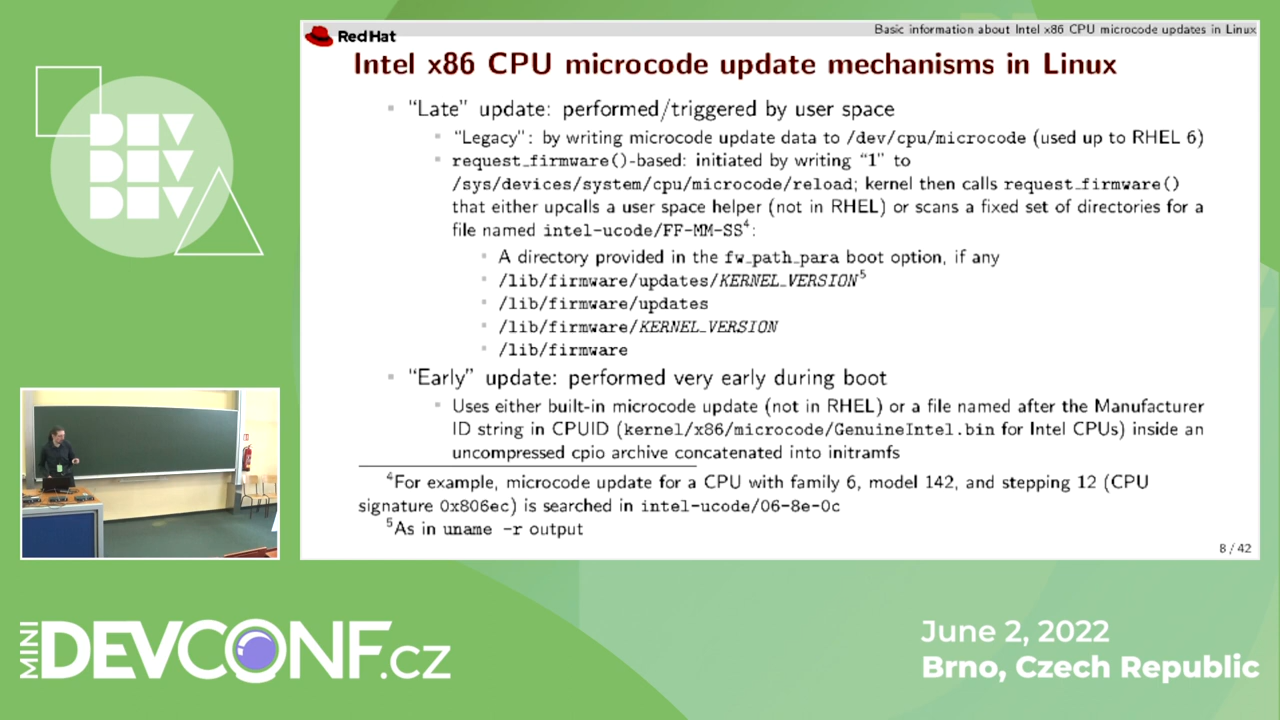 Red Hat
Basic information about Intel x86 CPU microcode updates in Linux
Intel x86 CPU microcode update mechanisms in Linux
“Late” update: performed/triggered by user space
“Legacy”: by writing microcode update data to /dev/cpu/microcode (used up to RHEL 6)
request_firmware()-based: initiated by writing “1” to
/sys/devices/system/cpu/microcode/reload; kernel then calls request_firmware()
that either upcalls a user space helper (not in RHEL) or scans a fixed set of directories for a
file named intel-ucode/FF-MM-SS4:
A directory provided in the fw_path_para boot option, if any
/lib/firmware/updates/KERNEL_VERSION5
/lib/firmware/updates
/lib/firmware/KERNEL_VERSION
/lib/firmware
“Early” update: performed very early during boot
Uses either built-in microcode update (not in RHEL) or a file named after the Manufacturer
ID string in CPUID (kernel/x86/microcode/GenuineIntel.bin for Intel CPUs) inside an
uncompressed cpio archive concatenated into initramfs
4For example, microcode update for a CPU with family 6, model 142, and stepping 12 (CPU
signature 0x806ec) is searched in intel-ucode/06-8e-0c
5As in uname -r output
8 / 42
DEV
DEV
DEV
MINI
DEVCONF.cz
June 2, 2022
Brno, Czech Republic